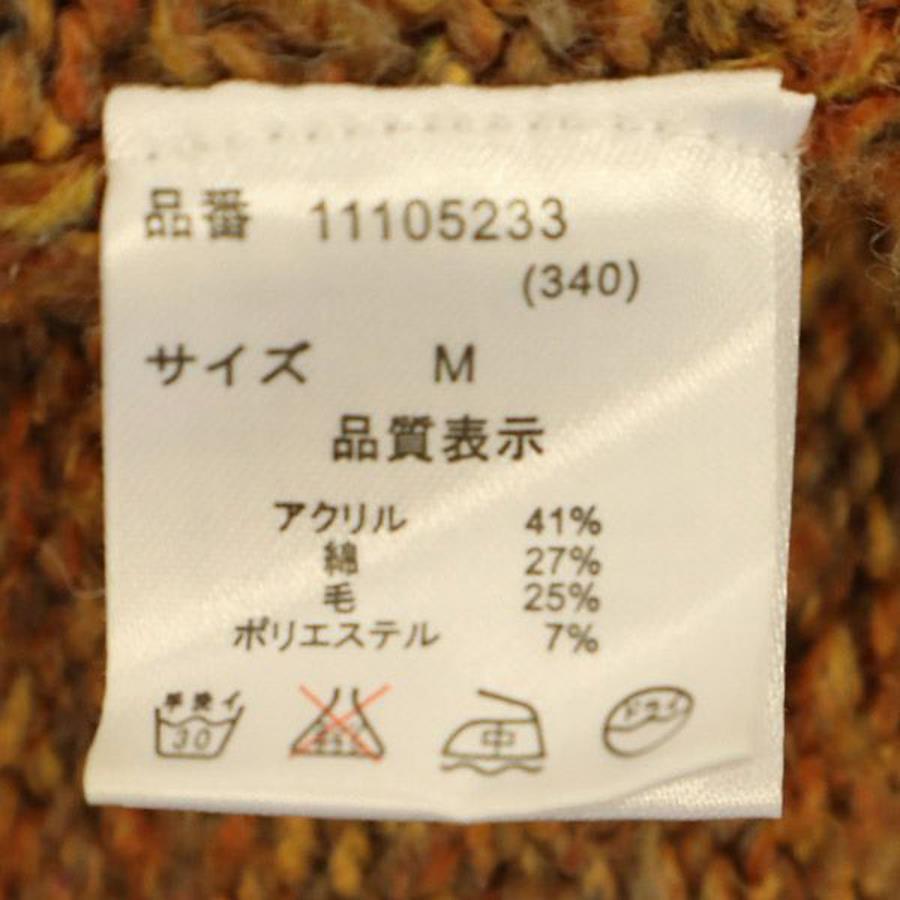 品番 11105233
(340)
サイズ M
品質表示
アクリル 41%
綿 27%
毛 25%
ポリエステル 7%
手洗イ 中 ドライ
30